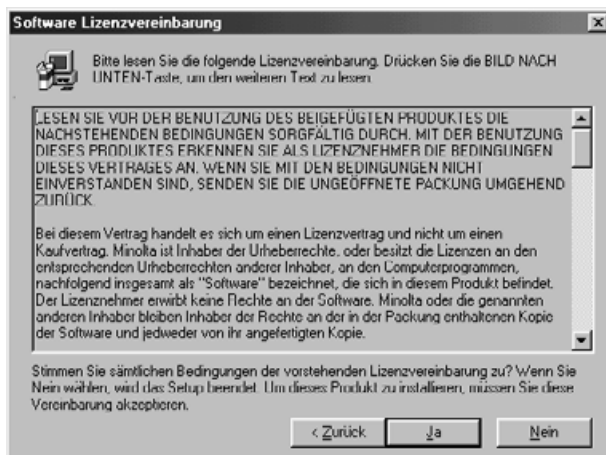 Software Lizenzvereinbarung
Bitte lesen Sie die folgende Lizenzvereinbarung. Drücken Sie die BILD NACH
UNTEN-Taste, um den weiteren Text zu lesen.
LESEN SIE VOR DER BENUTZUNG DES BEIGEFÜGTEN PRODUKTES DIE
NACHSTEHENDEN BEDINGUNGEN SORGFÄLTIG DURCH. MIT DER BENUTZUNG
DIESES PRODUKTES ERKENNEN SIE ALS LIZENZNEHMER DIE BEDINGUNGEN
DIESES VERTRAGES AN. WENN SIE MIT DEN BEDINGUNGEN NICHT
EINVERSTANDEN SIND, SENDEN SIE DIE UNGEÖFFNETE PACKUNG UMGEHEND
ZURÜCK.
Bei diesem Vertrag handelt es sich um einen Lizenzvertrag und nicht um einen
Kaufvertrag. Minolta ist Inhaber der Urheberrechte, oder besitzt die Lizenzen an den
entsprechenden Urheberrechten anderer Inhaber, an den Computerprogrammen,
nachfolgend insgesamt als "Software" bezeichnet, die sich in diesem Produkt befindet.
Der Lizenznehmer erwirbt keine Rechte an der Software. Minolta oder die genannten
anderen Inhaber bleiben Inhaber der Rechte an der in der Packung enthaltenen Kopie
der Software und jedweder von ihr angefertigten Kopie.
Stimmen Sie sämtlichen Bedingungen der vorstehenden Lizenzvereinbarung zu? Wenn Sie
Nein wählen, wird das Setup beendet. Um dieses Produkt zu installieren, müssen Sie diese
Vereinbarung akzeptieren.
< Zurück Ja Nein